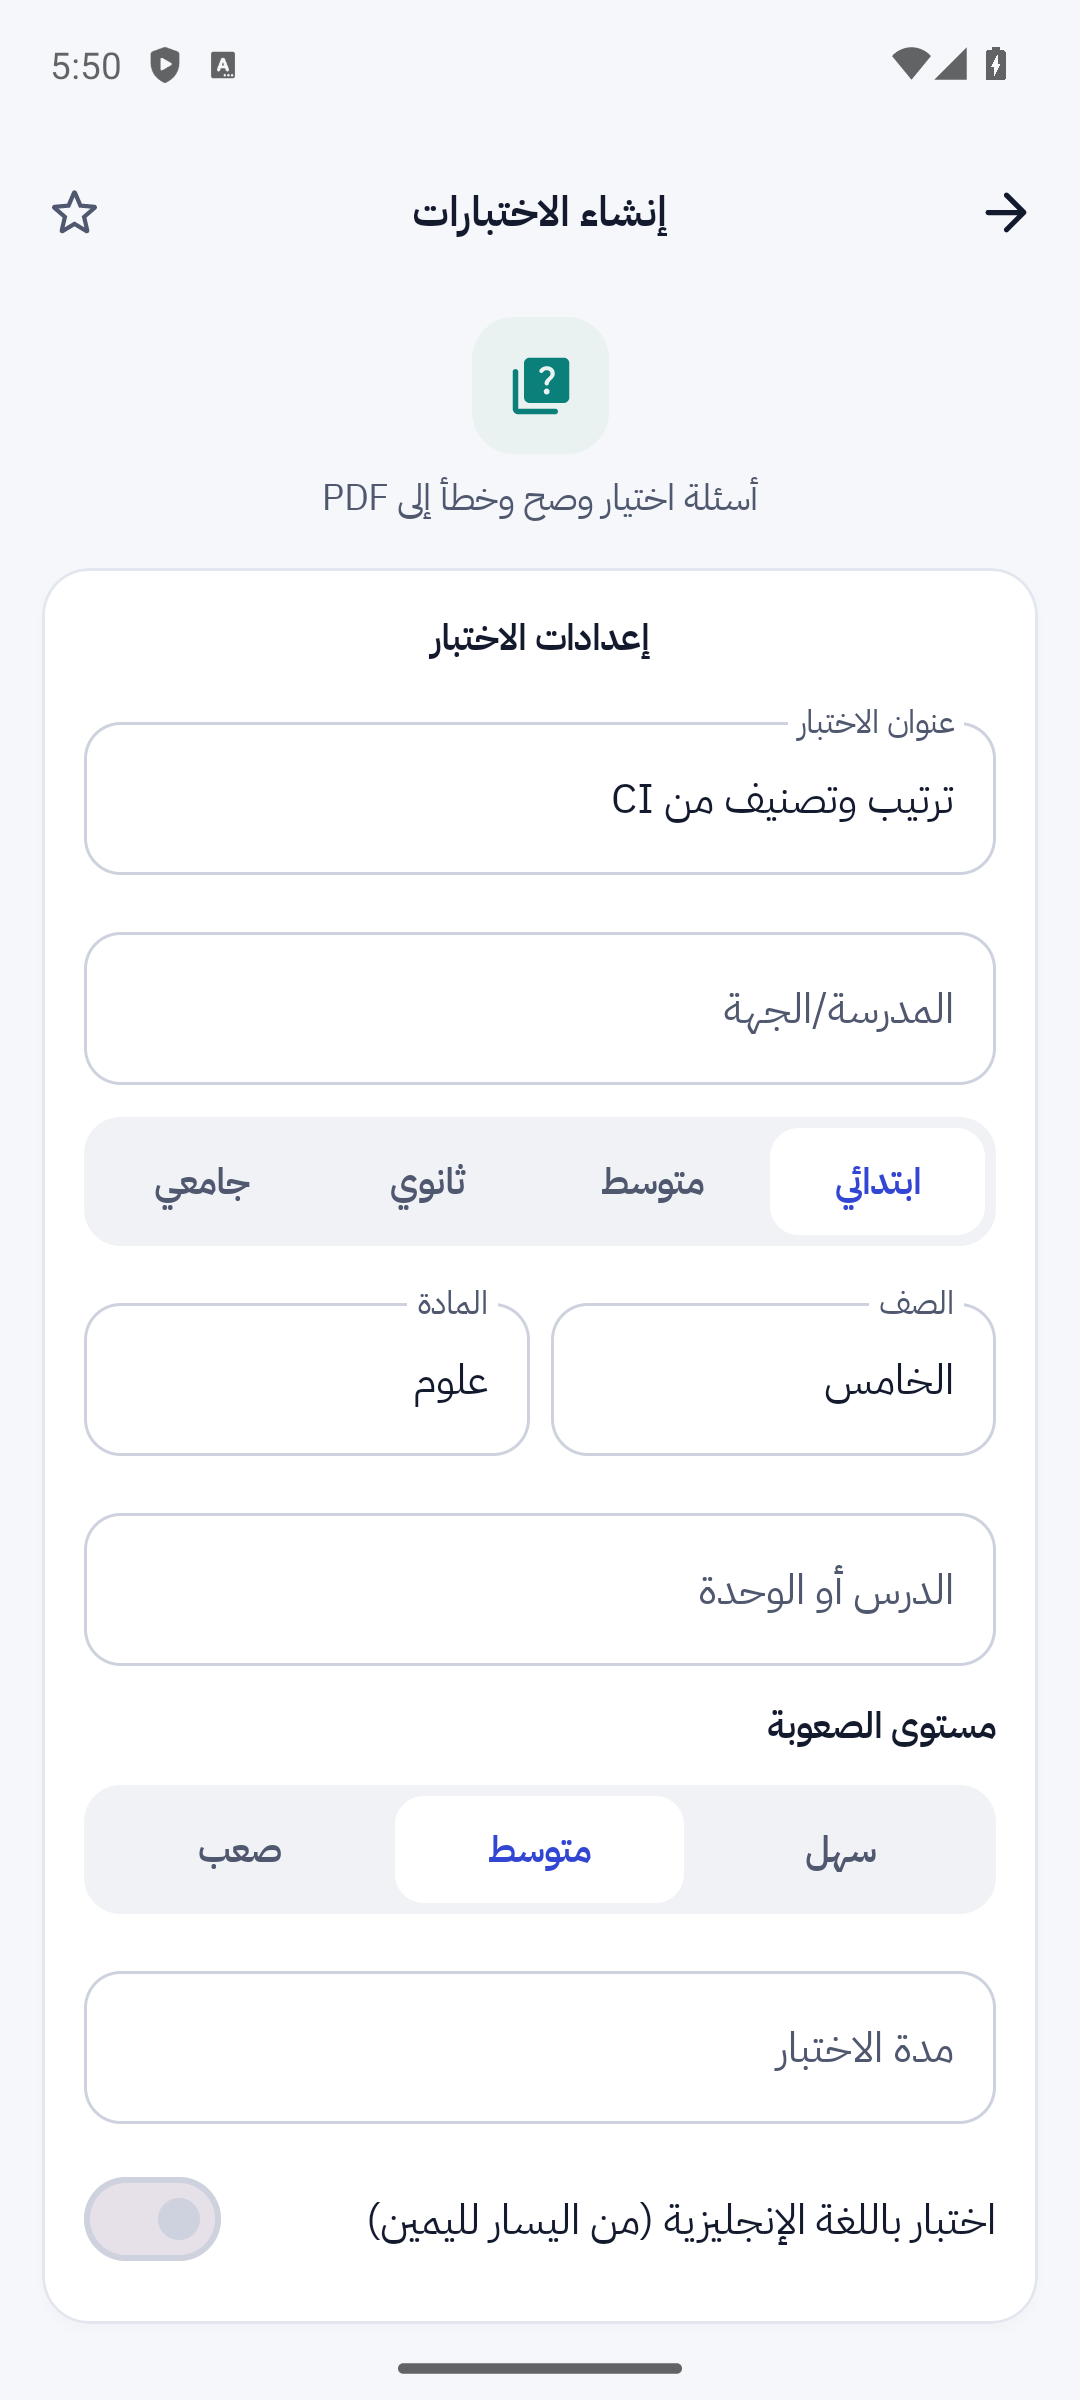 5:50
إنشاء الاختبارات
أسئلة اختيار وصح وخطأ إلى PDF
إعدادات الاختبار
عنوان الاختبار
ترتيب وتصنيف من CI
المدرسة/الجهة
ابتدائي متوسط ثانوي جامعي
الصف المادة
الخامس علوم
الدرس أو الوحدة
مستوى الصعوبة
سهل متوسط صعب
مدة الاختبار
اختبار باللغة الإنجليزية (من اليسار لليمين)